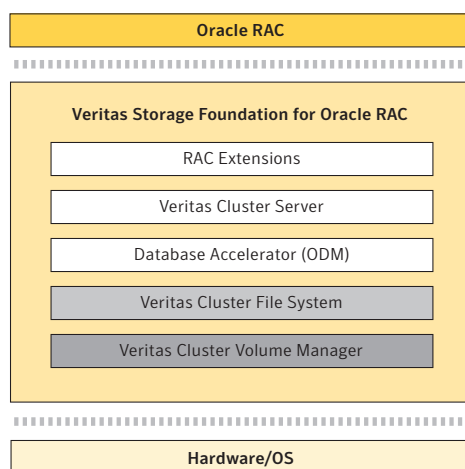 Oracle RAC
Veritas Storage Foundation for Oracle RAC
RAC Extensions
Veritas Cluster Server
Database Accelerator (ODM)
Veritas Cluster File System
Veritas Cluster Volume Manager
Hardware/OS